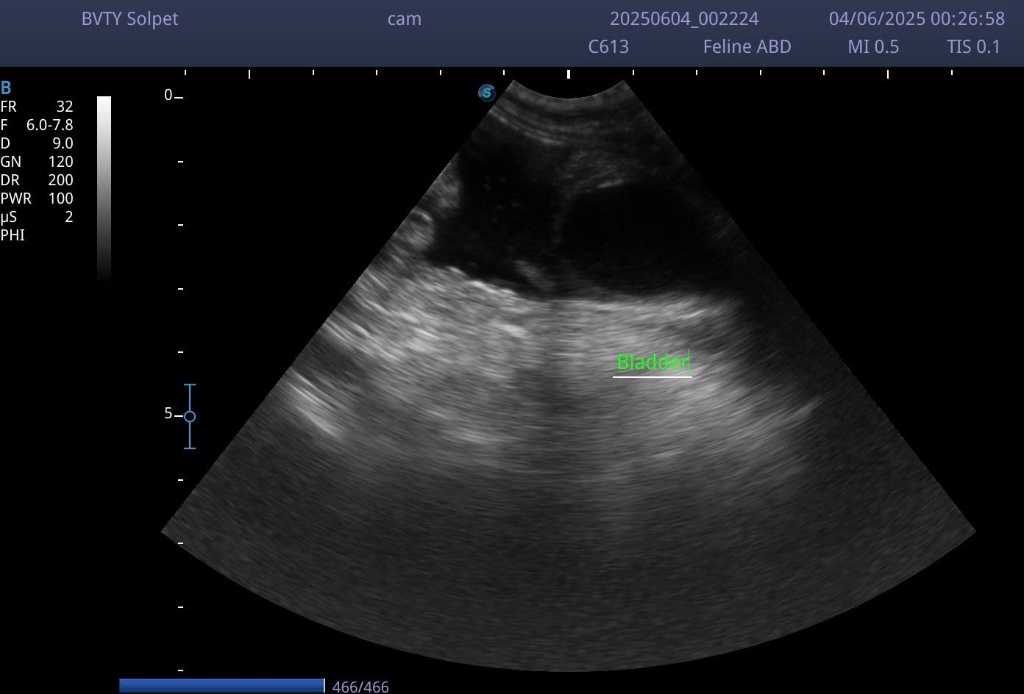 BVTY Solpet cam 20250604_002224 04/06/2025 00:26:58
C613 Feline ABD MI 0.5 TIS 0.1
B
FR 32
F 6.0-7.8
D 9.0
GN 120
DR 200
PWR 100
µS 2
PHI
S
0
5
Bladder
466/466